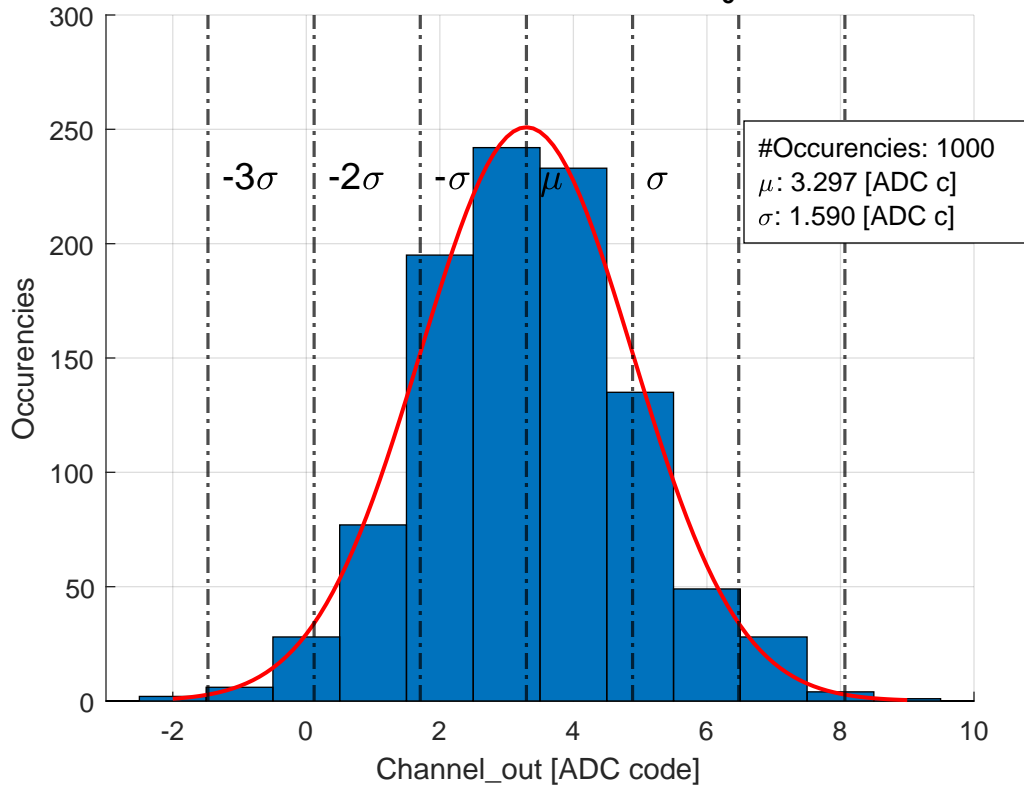 300
250
200
150
100
50
0
Occurencies
-3σ
-2σ
-σ
μ
σ
#Occurencies: 1000
μ: 3.297 [ADC c]
σ: 1.590 [ADC c]
-2
0
2
4
6
8
10
Channel_out [ADC code]